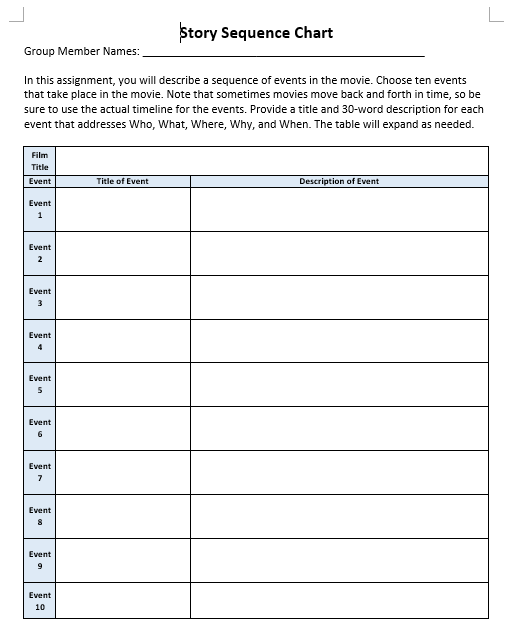 Story Sequence Chart
Group Member Names: ___________________________________________
In this assignment, you will describe a sequence of events in the movie. Choose ten events
that take place in the movie. Note that sometimes movies move back and forth in time, so be
sure to use the actual timeline for the events. Provide a title and 30-word description for each
event that addresses Who, What, Where, Why, and When. The table will expand as needed.
Film
Title
Event Title of Event Description of Event
Event
1
Event
2
Event
3
Event
4
Event
5
Event
6
Event
7
Event
8
Event
9
Event
10